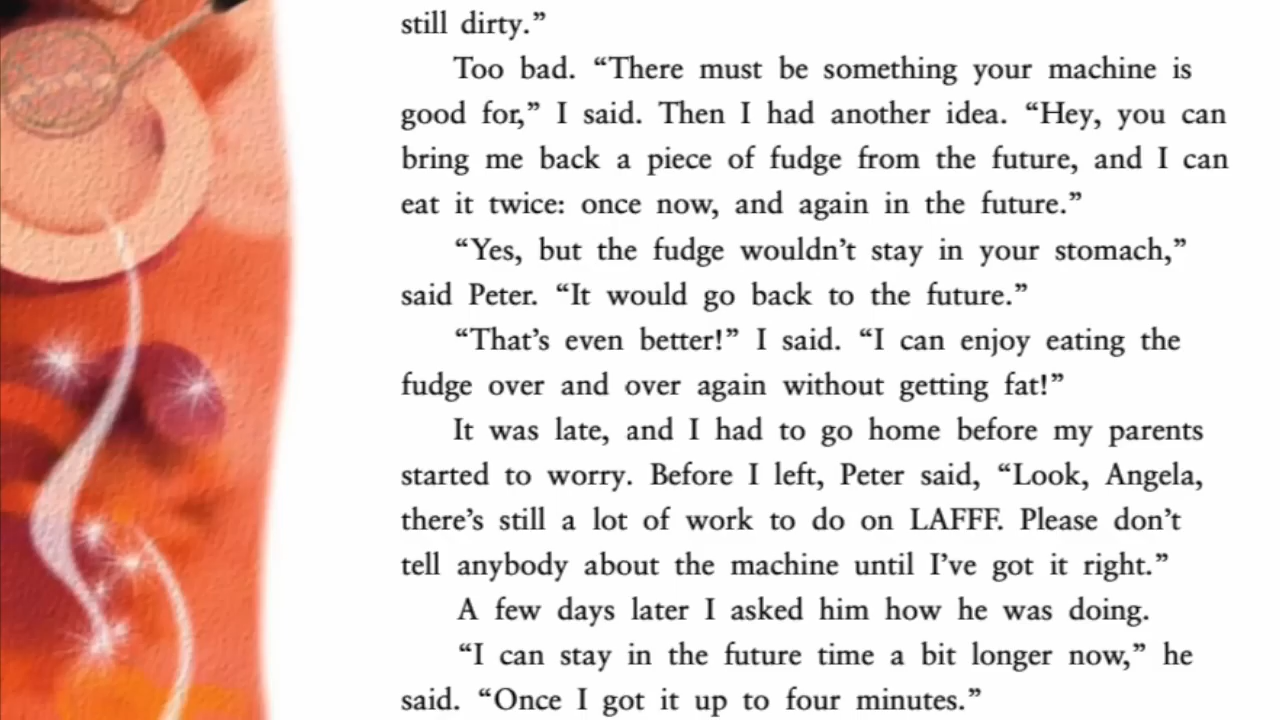 still dirty.”
Too bad. “There must be something your machine is
good for,” I said. Then I had another idea. “Hey, you can
bring me back a piece of fudge from the future, and I can
eat it twice: once now, and again in the future.”
“Yes, but the fudge wouldn’t stay in your stomach,”
said Peter. “It would go back to the future.”
“That’s even better!” I said. “I can enjoy eating the
fudge over and over again without getting fat!”
It was late, and I had to go home before my parents
started to worry. Before I left, Peter said, “Look, Angela,
there’s still a lot of work to do on LAFFF. Please don’t
tell anybody about the machine until I’ve got it right.”
A few days later I asked him how he was doing.
“I can stay in the future time a bit longer now,” he
said. “Once I got it up to four minutes.”